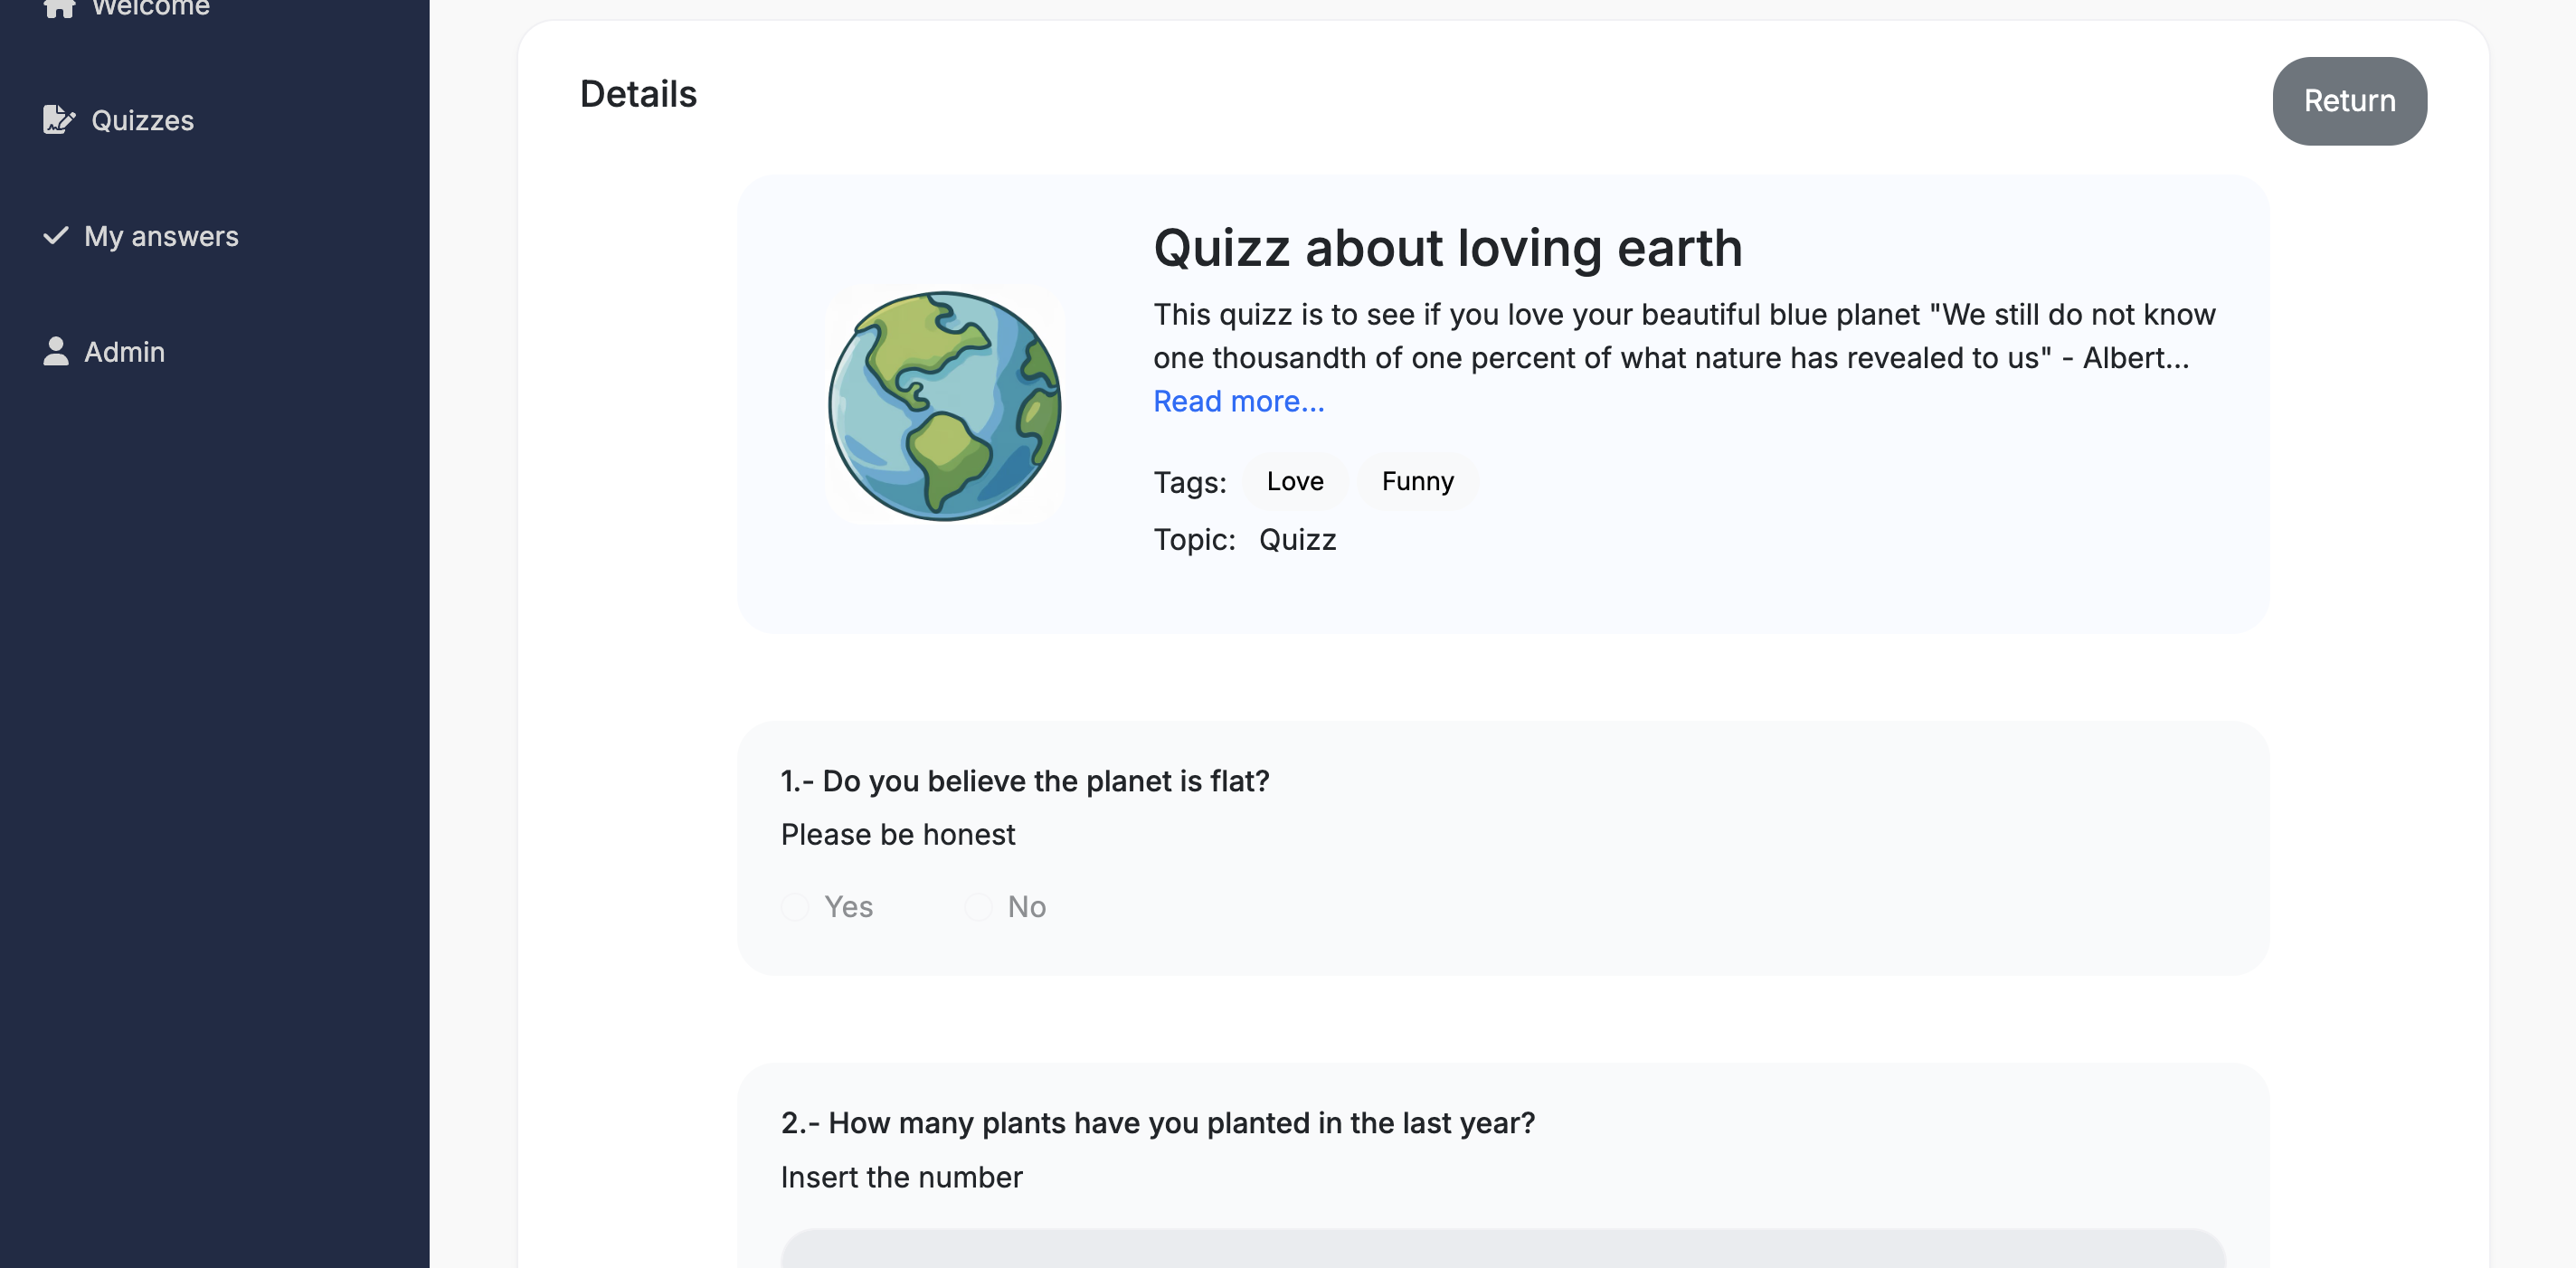 Welcome
Quizzes
My answers
Admin
Details
Return
Quizz about loving earth
This quizz is to see if you love your beautiful blue planet "We still do not know
one thousandth of one percent of what nature has revealed to us" - Albert...
Read more...
Tags: Love Funny
Topic: Quizz
1.- Do you believe the planet is flat?
Please be honest
Yes No
2.- How many plants have you planted in the last year?
Insert the number